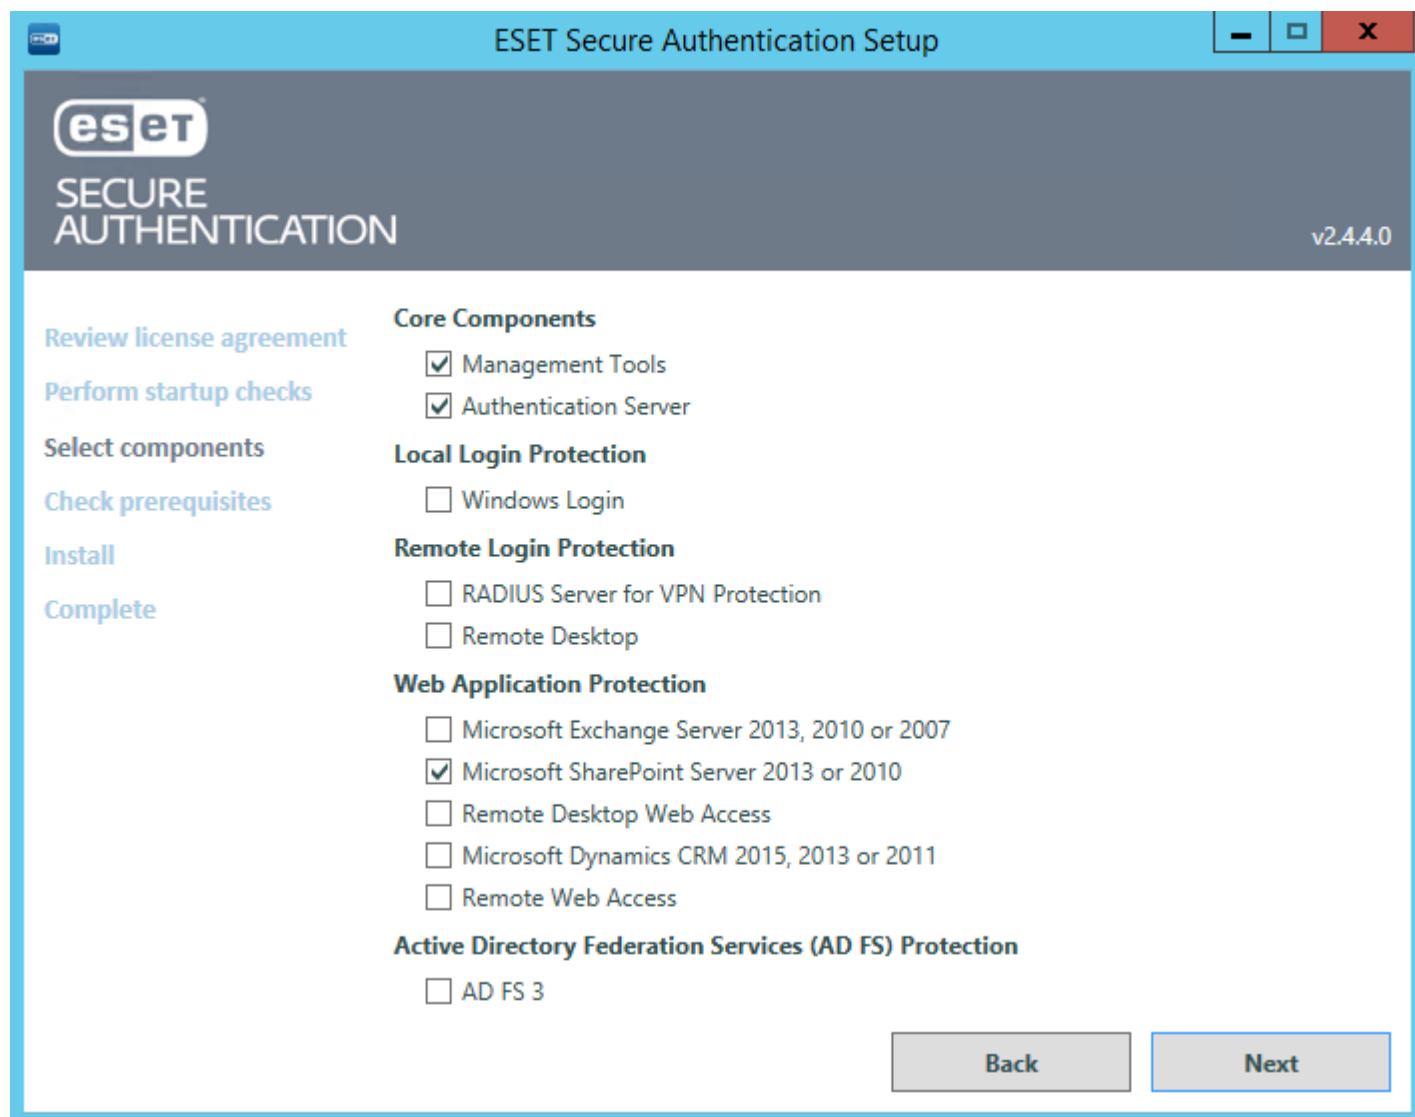 eseT
ESET Secure Authentication Setup
eseT
SECURE
AUTHENTICATION
v2.4.4.0
Review license agreement
Perform startup checks
Select components
Check prerequisites
Install
Complete
Core Components
Management Tools
Authentication Server
Local Login Protection
Windows Login
Remote Login Protection
RADIUS Server for VPN Protection
Remote Desktop
Web Application Protection
Microsoft Exchange Server 2013, 2010 or 2007
Microsoft SharePoint Server 2013 or 2010
Remote Desktop Web Access
Microsoft Dynamics CRM 2015, 2013 or 2011
Remote Web Access
Active Directory Federation Services (AD FS) Protection
AD FS 3
Back
Next